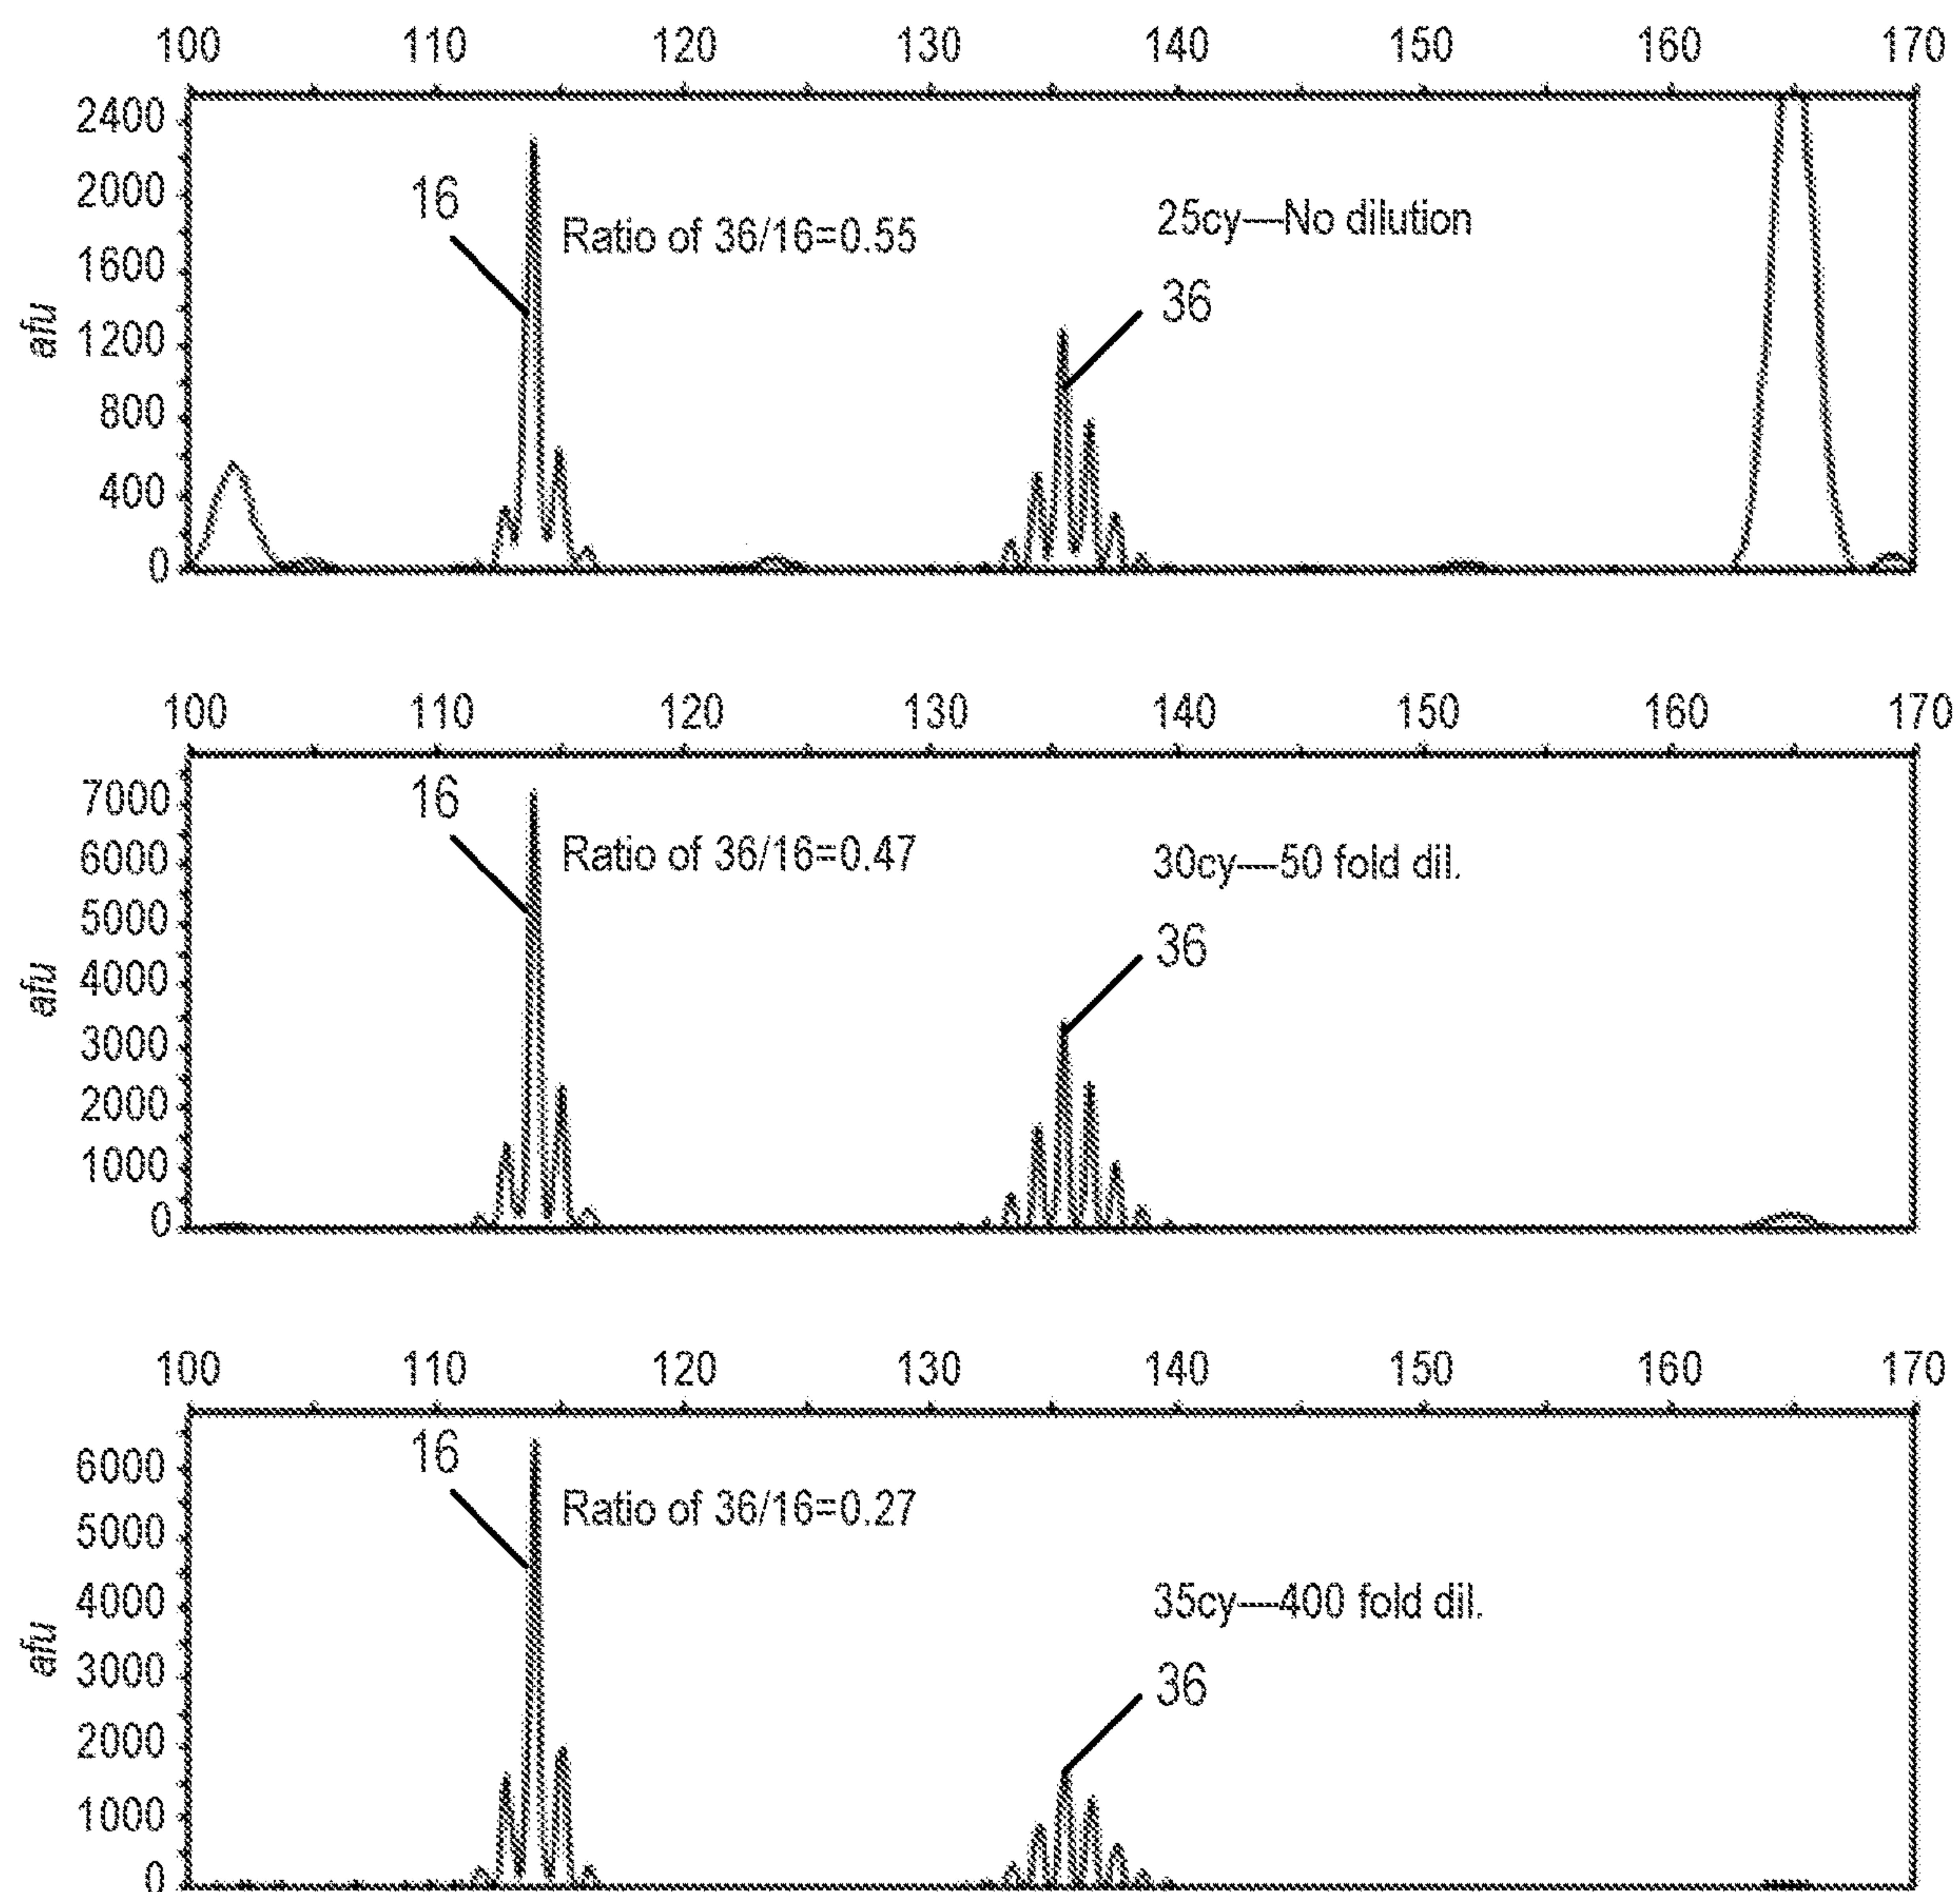 100 110 120 130 140 150 160 170
2400
2000
1600
1200
800
400
0
afu
16
Ratio of 36/16=0.55
25cy—No dilution
36
100 110 120 130 140 150 160 170
7000
6000
5000
4000
3000
2000
1000
0
afu
16
Ratio of 36/16=0.47
30cy—50 fold dil.
36
100 110 120 130 140 150 160 170
6000
5000
4000
3000
2000
1000
0
afu
16
Ratio of 36/16=0.27
35cy—400 fold dil.
36